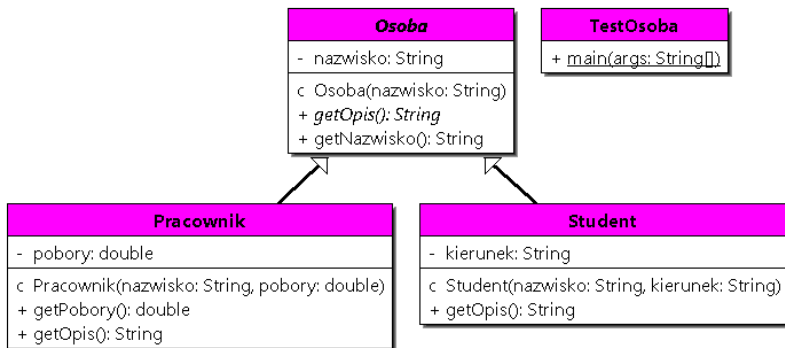 Osoba
- nazwisko: String
c Osoba(nazwisko: String)
+ getOpis(): String
+ getNazwisko(): String
TestOsoba
+ main(args: String[])
Pracownik
- pobory: double
c Pracownik(nazwisko: String, pobory: double)
+ getPobory(): double
+ getOpis(): String
Student
- kierunek: String
c Student(nazwisko: String, kierunek: String)
+ getOpis(): String